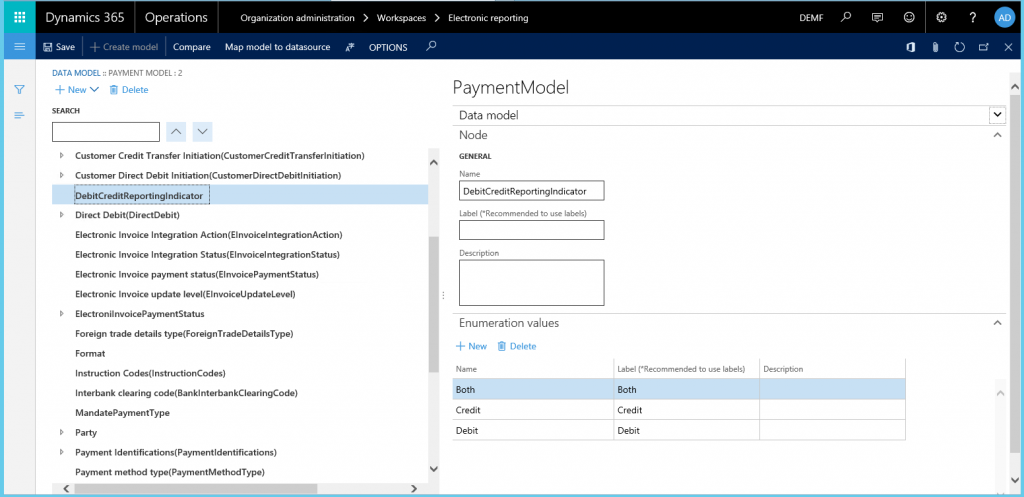 Dynamics 365 Operations Organization administration > Workspaces > Electronic reporting DEMF ? AD
Save + Create model Compare Map model to datasource OPTIONS
DATA MODEL :: PAYMENT MODEL : 2
+ New Delete
SEARCH
Customer Credit Transfer Initiation(CustomerCreditTransferInitiation)
Customer Direct Debit Initiation(CustomerDirectDebitInitiation)
DebitCreditReportingIndicator
Direct Debit(DirectDebit)
Electronic Invoice Integration Action(EInvoiceIntegrationAction)
Electronic Invoice Integration Status(EInvoiceIntegrationStatus)
Electronic Invoice payment status(EInvoicePaymentStatus)
Electronic Invoice update level(EInvoiceUpdateLevel)
ElectroniInvoicePaymentStatus
Foreign trade details type(ForeignTradeDetailsType)
Format
Instruction Codes(InstructionCodes)
Interbank clearing code(BankInterbankClearingCode)
MandatePaymentType
Party
Payment Identifications(PaymentIdentifications)
Payment method type(PaymentMethodType)
PaymentModel
Data model
Node
GENERAL
Name
DebitCreditReportingIndicator
Label (*Recommended to use labels)
Description
Enumeration values
+ New Delete
Name Label (*Recommended to use labels) Description
Both Both
Credit Credit
Debit Debit